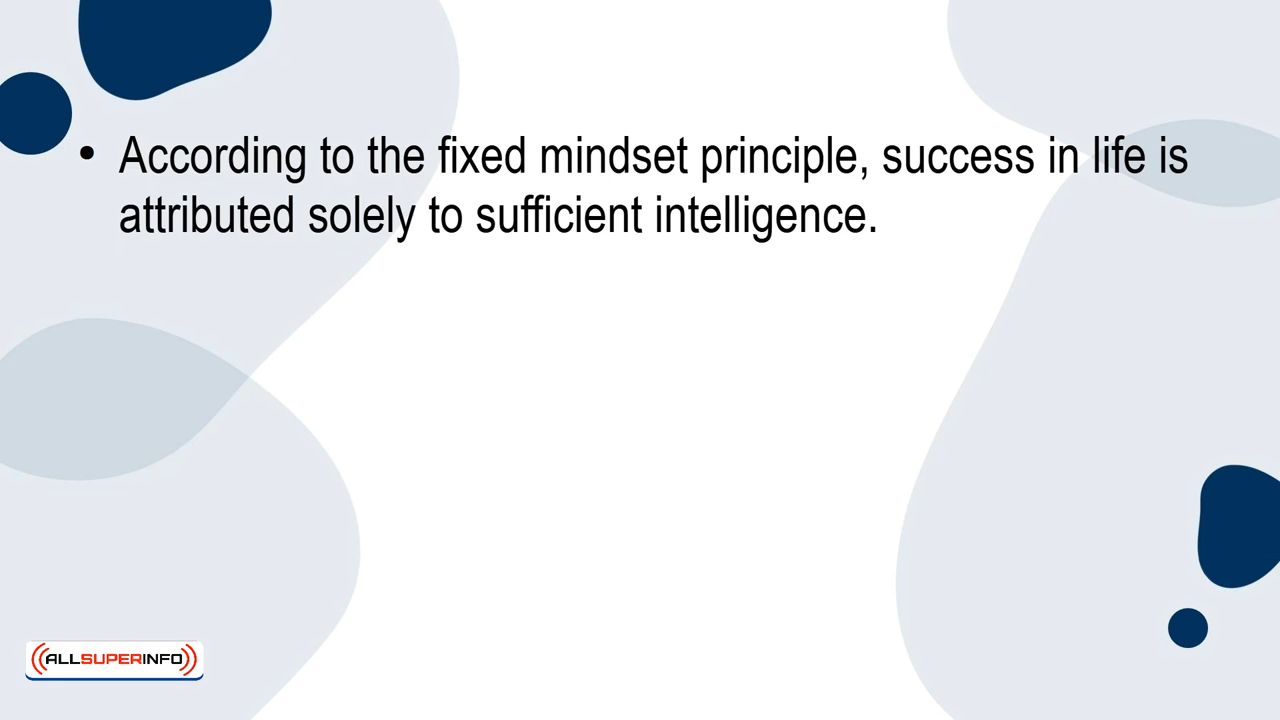 • According to the fixed mindset principle, success in life is
attributed solely to sufficient intelligence.
ALLSUPERINFO